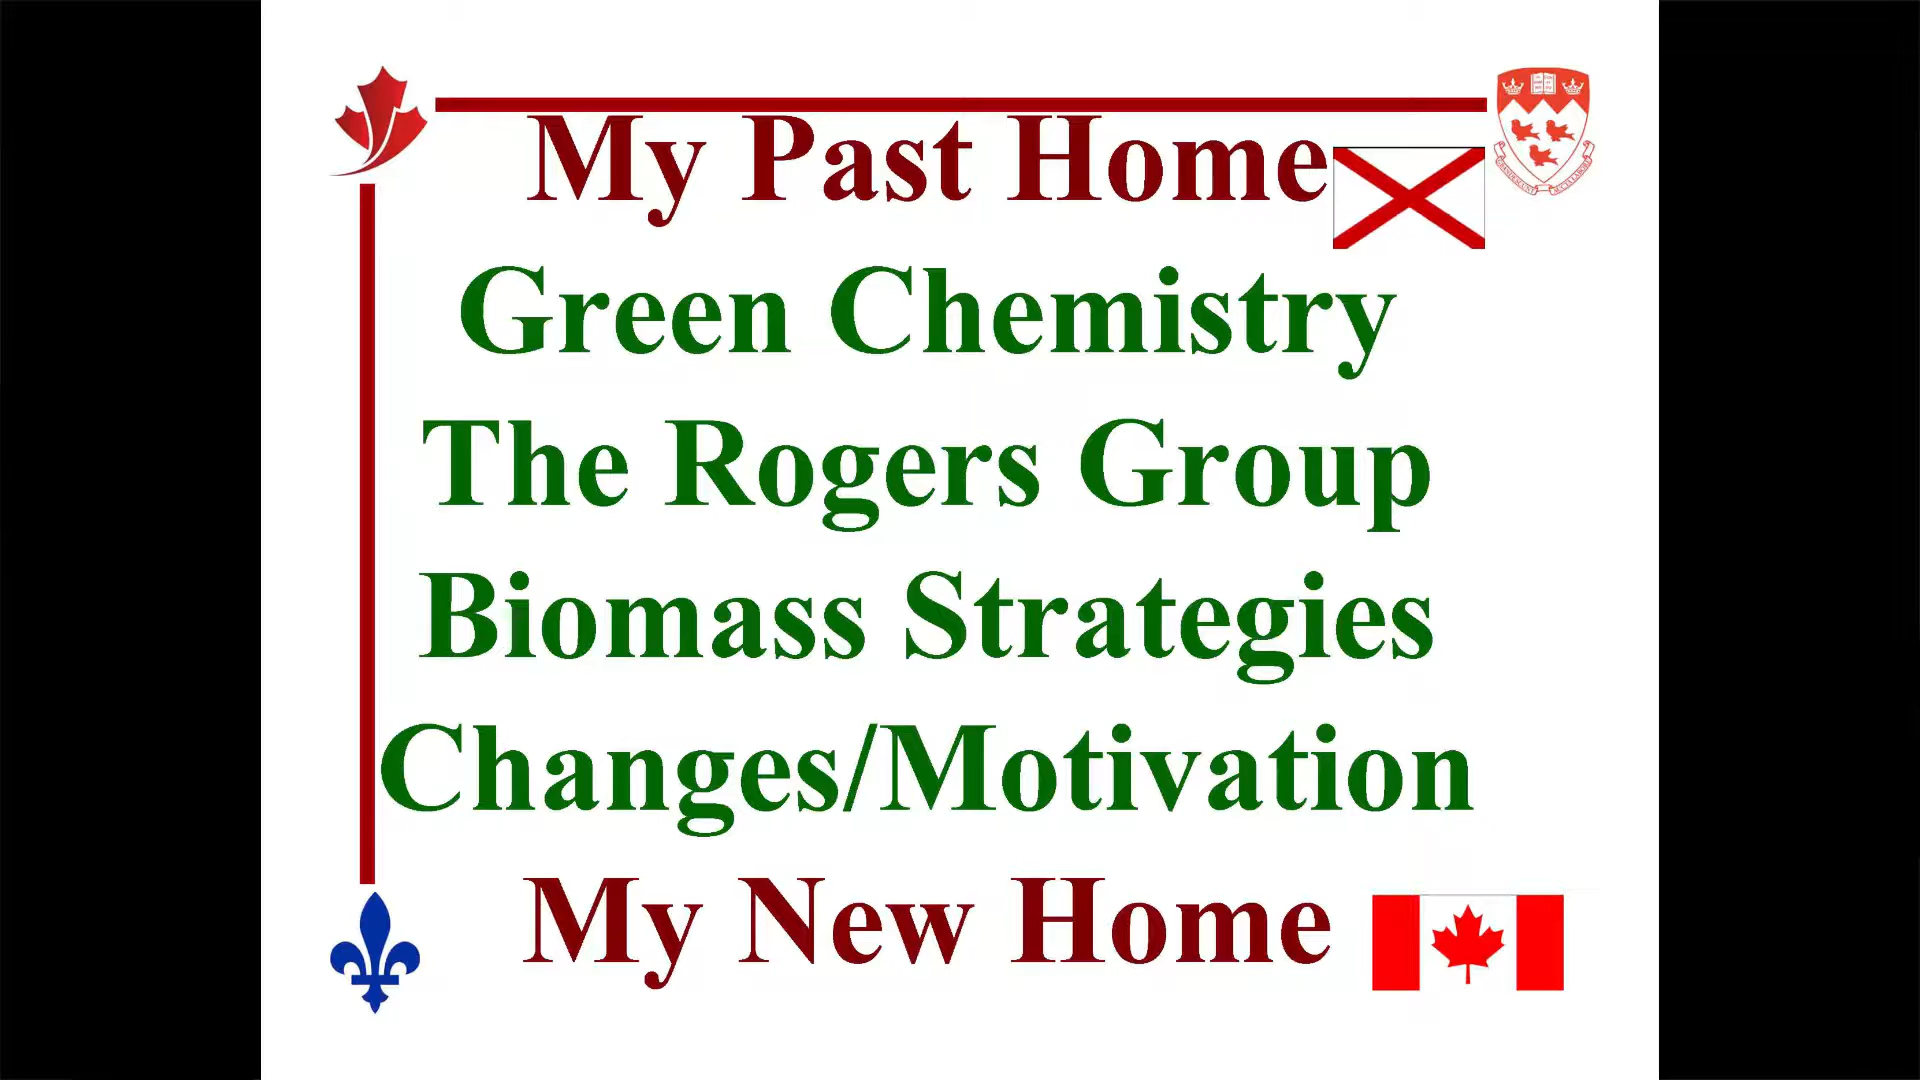 My Past Home
Green Chemistry
The Rogers Group
Biomass Strategies
Changes/Motivation
My New Home